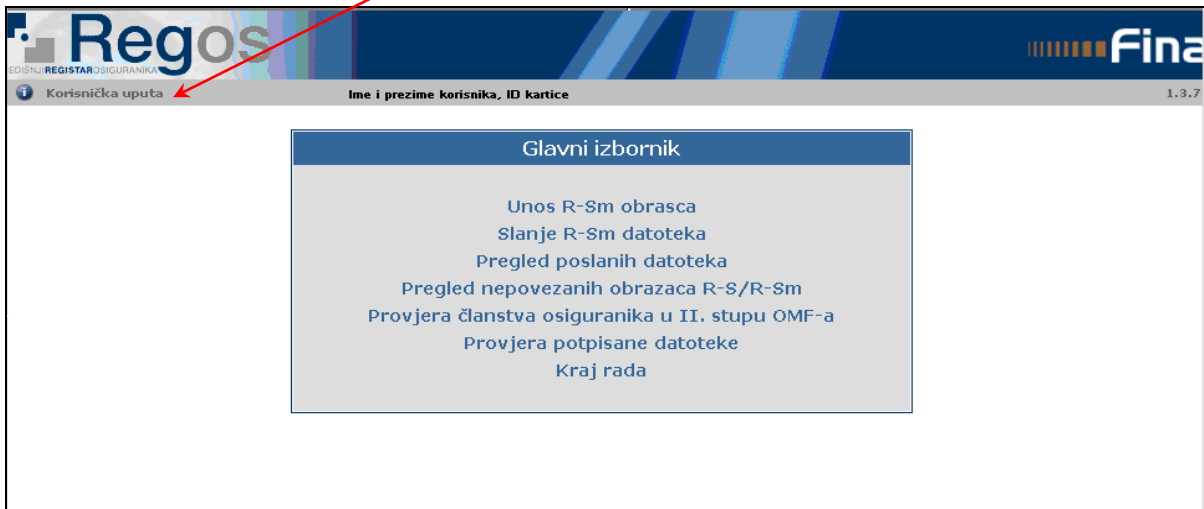 Regos
EDIŠNJI REGISTAR OSIGURANIKA
Fina
Korisnička uputa
Ime i prezime korisnika, ID kartice
1.3.7
Glavni izbornik
Unos R-Sm obrasca
Slanje R-Sm datoteka
Pregled poslanih datoteka
Pregled nepovezanih obrazaca R-S/R-Sm
Provjera članstva osiguranika u II. stupu OMF-a
Provjera potpisane datoteke
Kraj rada